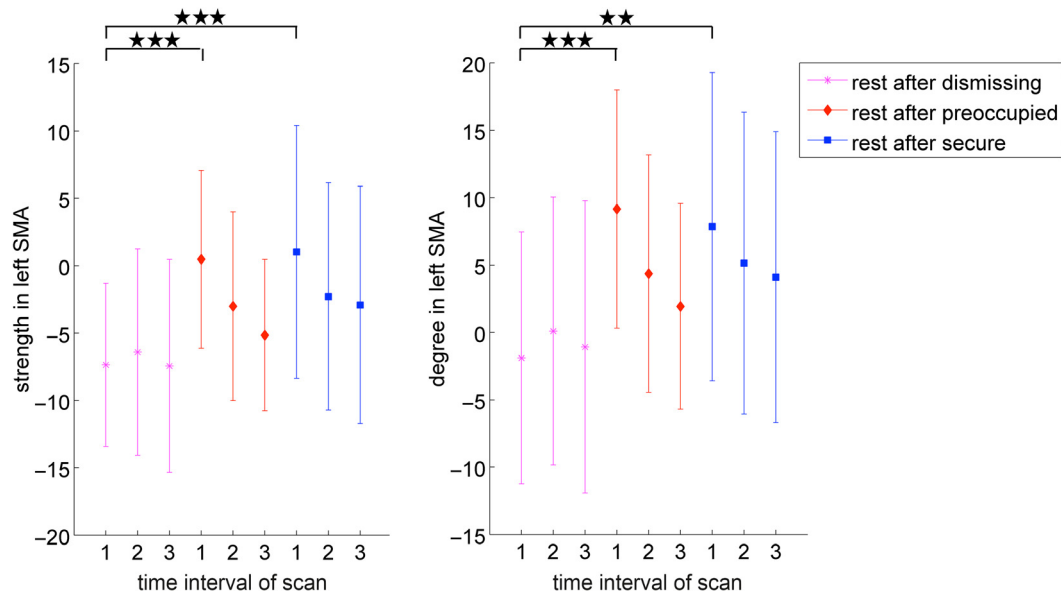 ★★★
★★★
15
10
5
0
−5
−10
−15
−20
strength in left SMA
1 2 3 1 2 3 1 2 3
time interval of scan
★★
★★★
20
15
10
5
0
−5
−10
−15
degree in left SMA
1 2 3 1 2 3 1 2 3
time interval of scan
rest after dismissing
rest after preoccupied
rest after secure